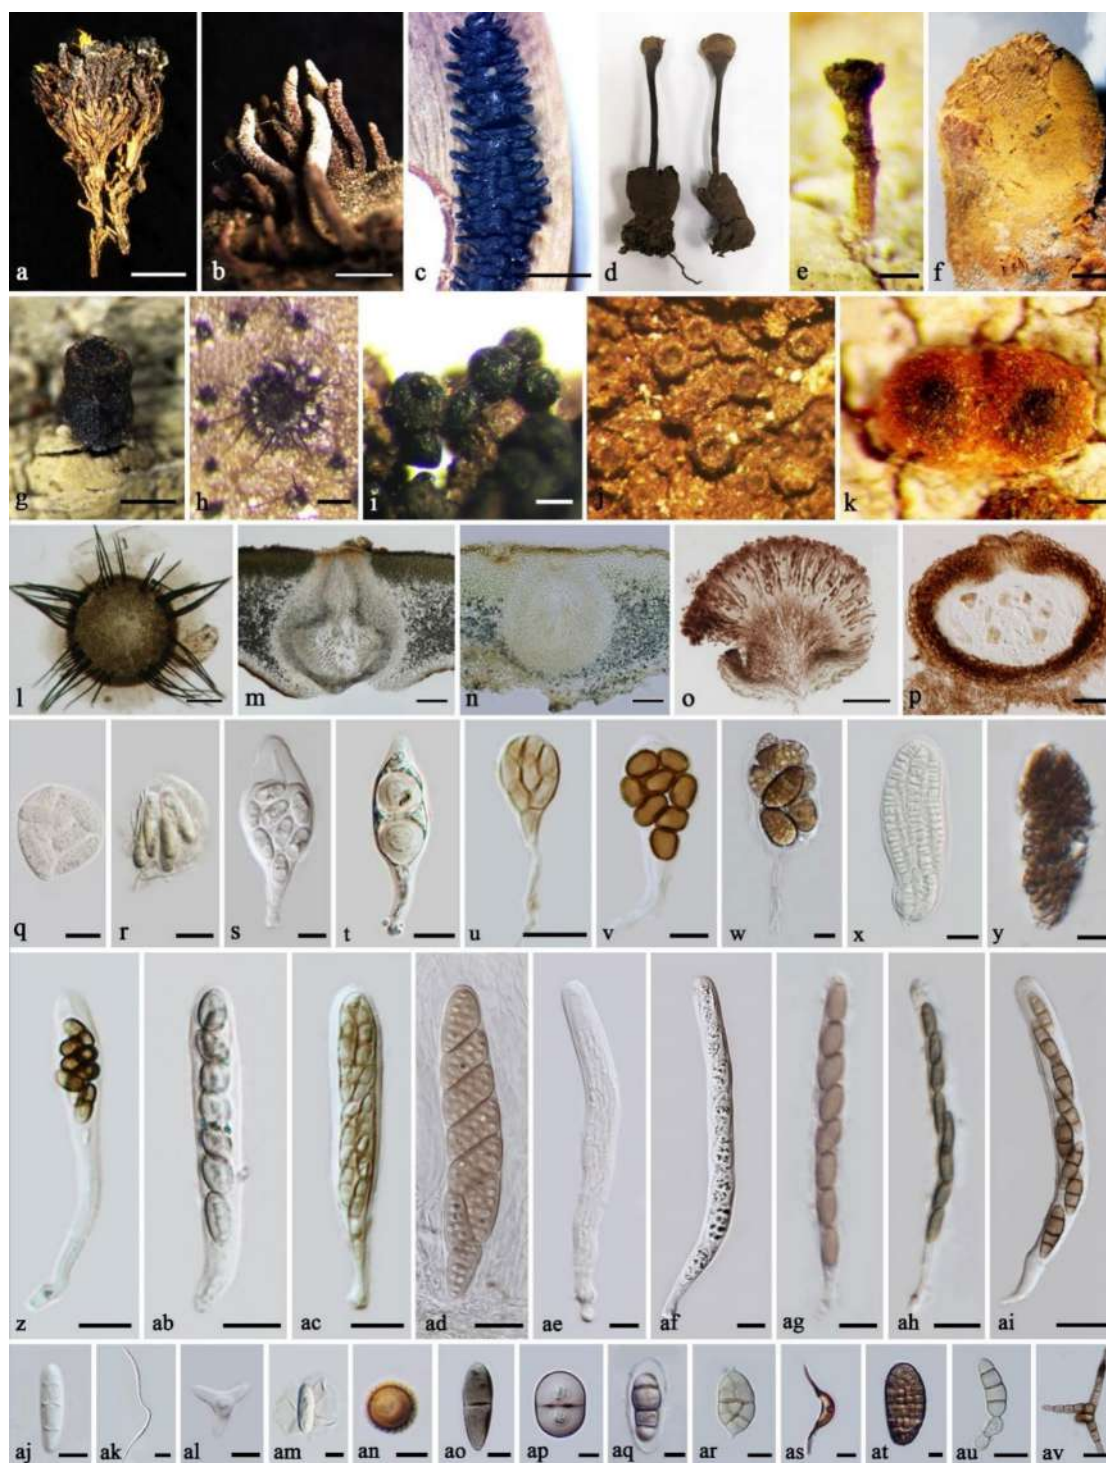 a b c d e f
g h i j k
l m n o p
q r s t u v w x y
z ab ac ad ae af ag ah ai
aj ak al am an ao ap aq ar as at au av